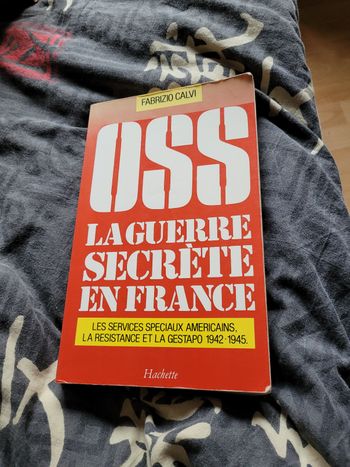 FABRIZIO CALVI
OSS
LA GUERRE
SECRÈTE
EN FRANCE
LES SERVICES SPECIAUX AMERICAINS,
LA RESISTANCE ET LA GESTAPO 1942-1945.
Hachette